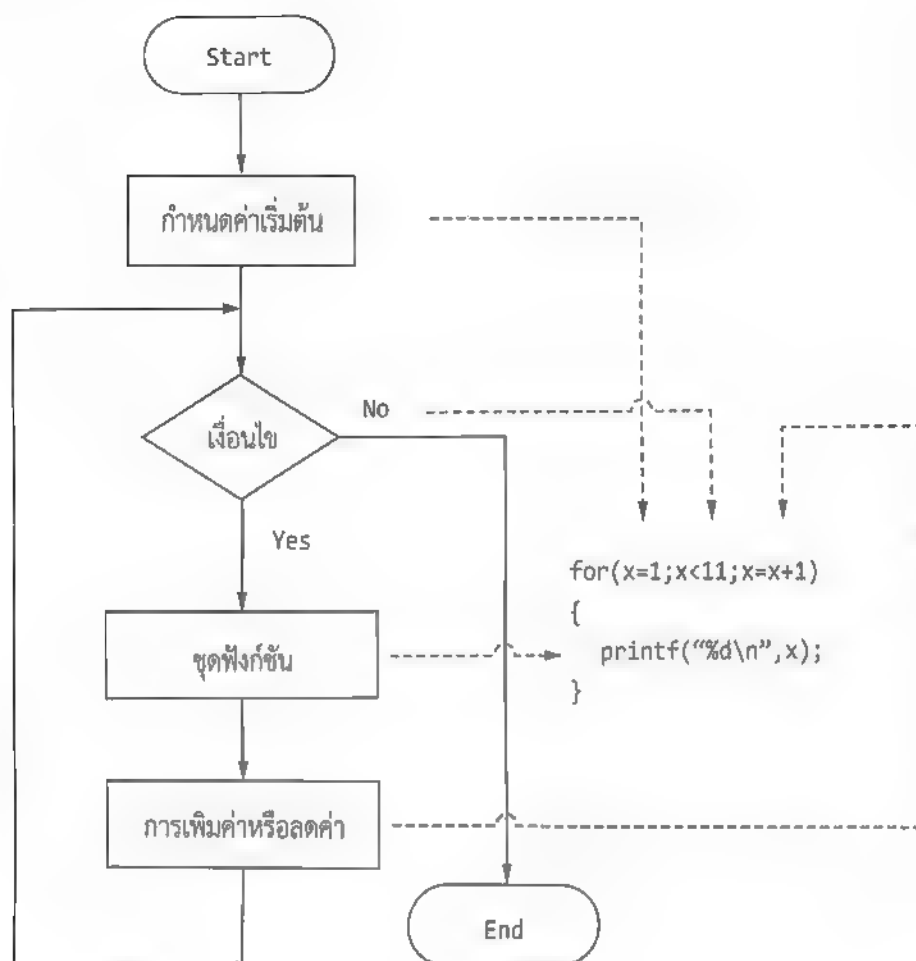 Start
กำหนดค่าเริ่มต้น
เงื่อนไข
No
Yes
for(x=1;x<11;x=x+1)
{
ชุดฟังก์ชัน
printf("%d\n",x);
}
การเพิ่มค่าหรือลดค่า
End